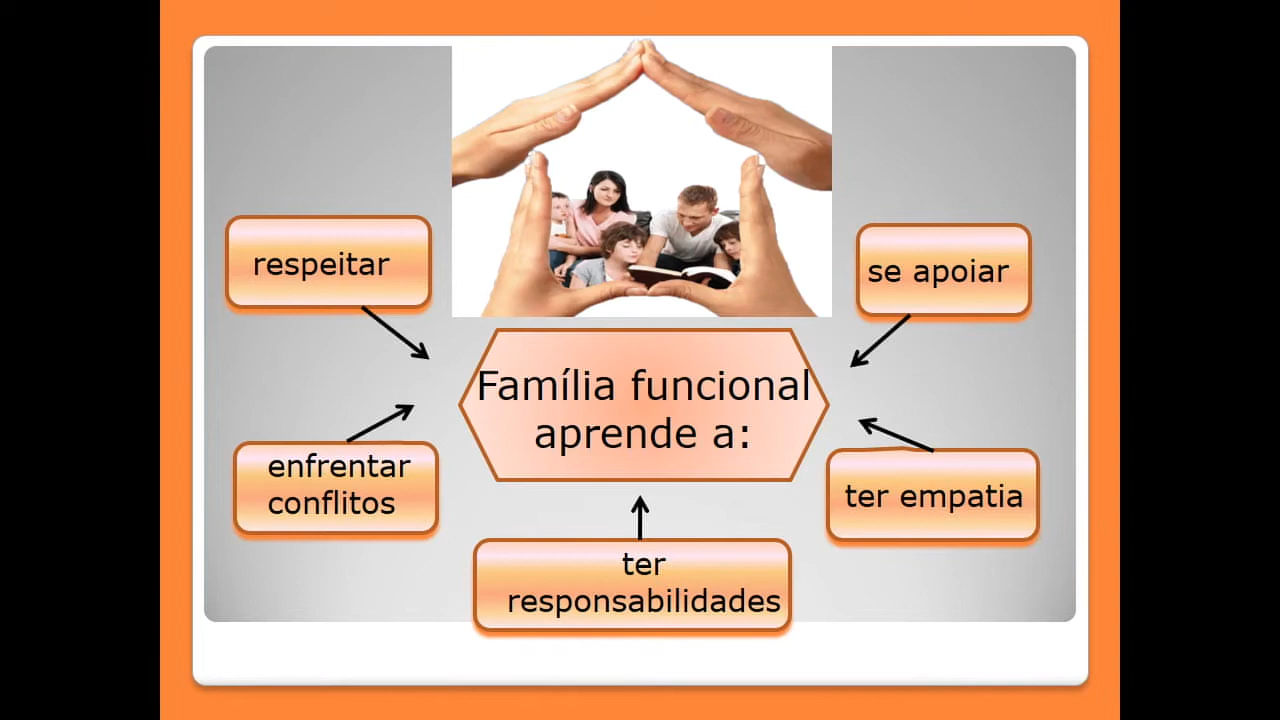 respeitar
se apoiar
Família funcional
aprende a:
enfrentar
conflitos
ter empatia
ter
responsabilidades